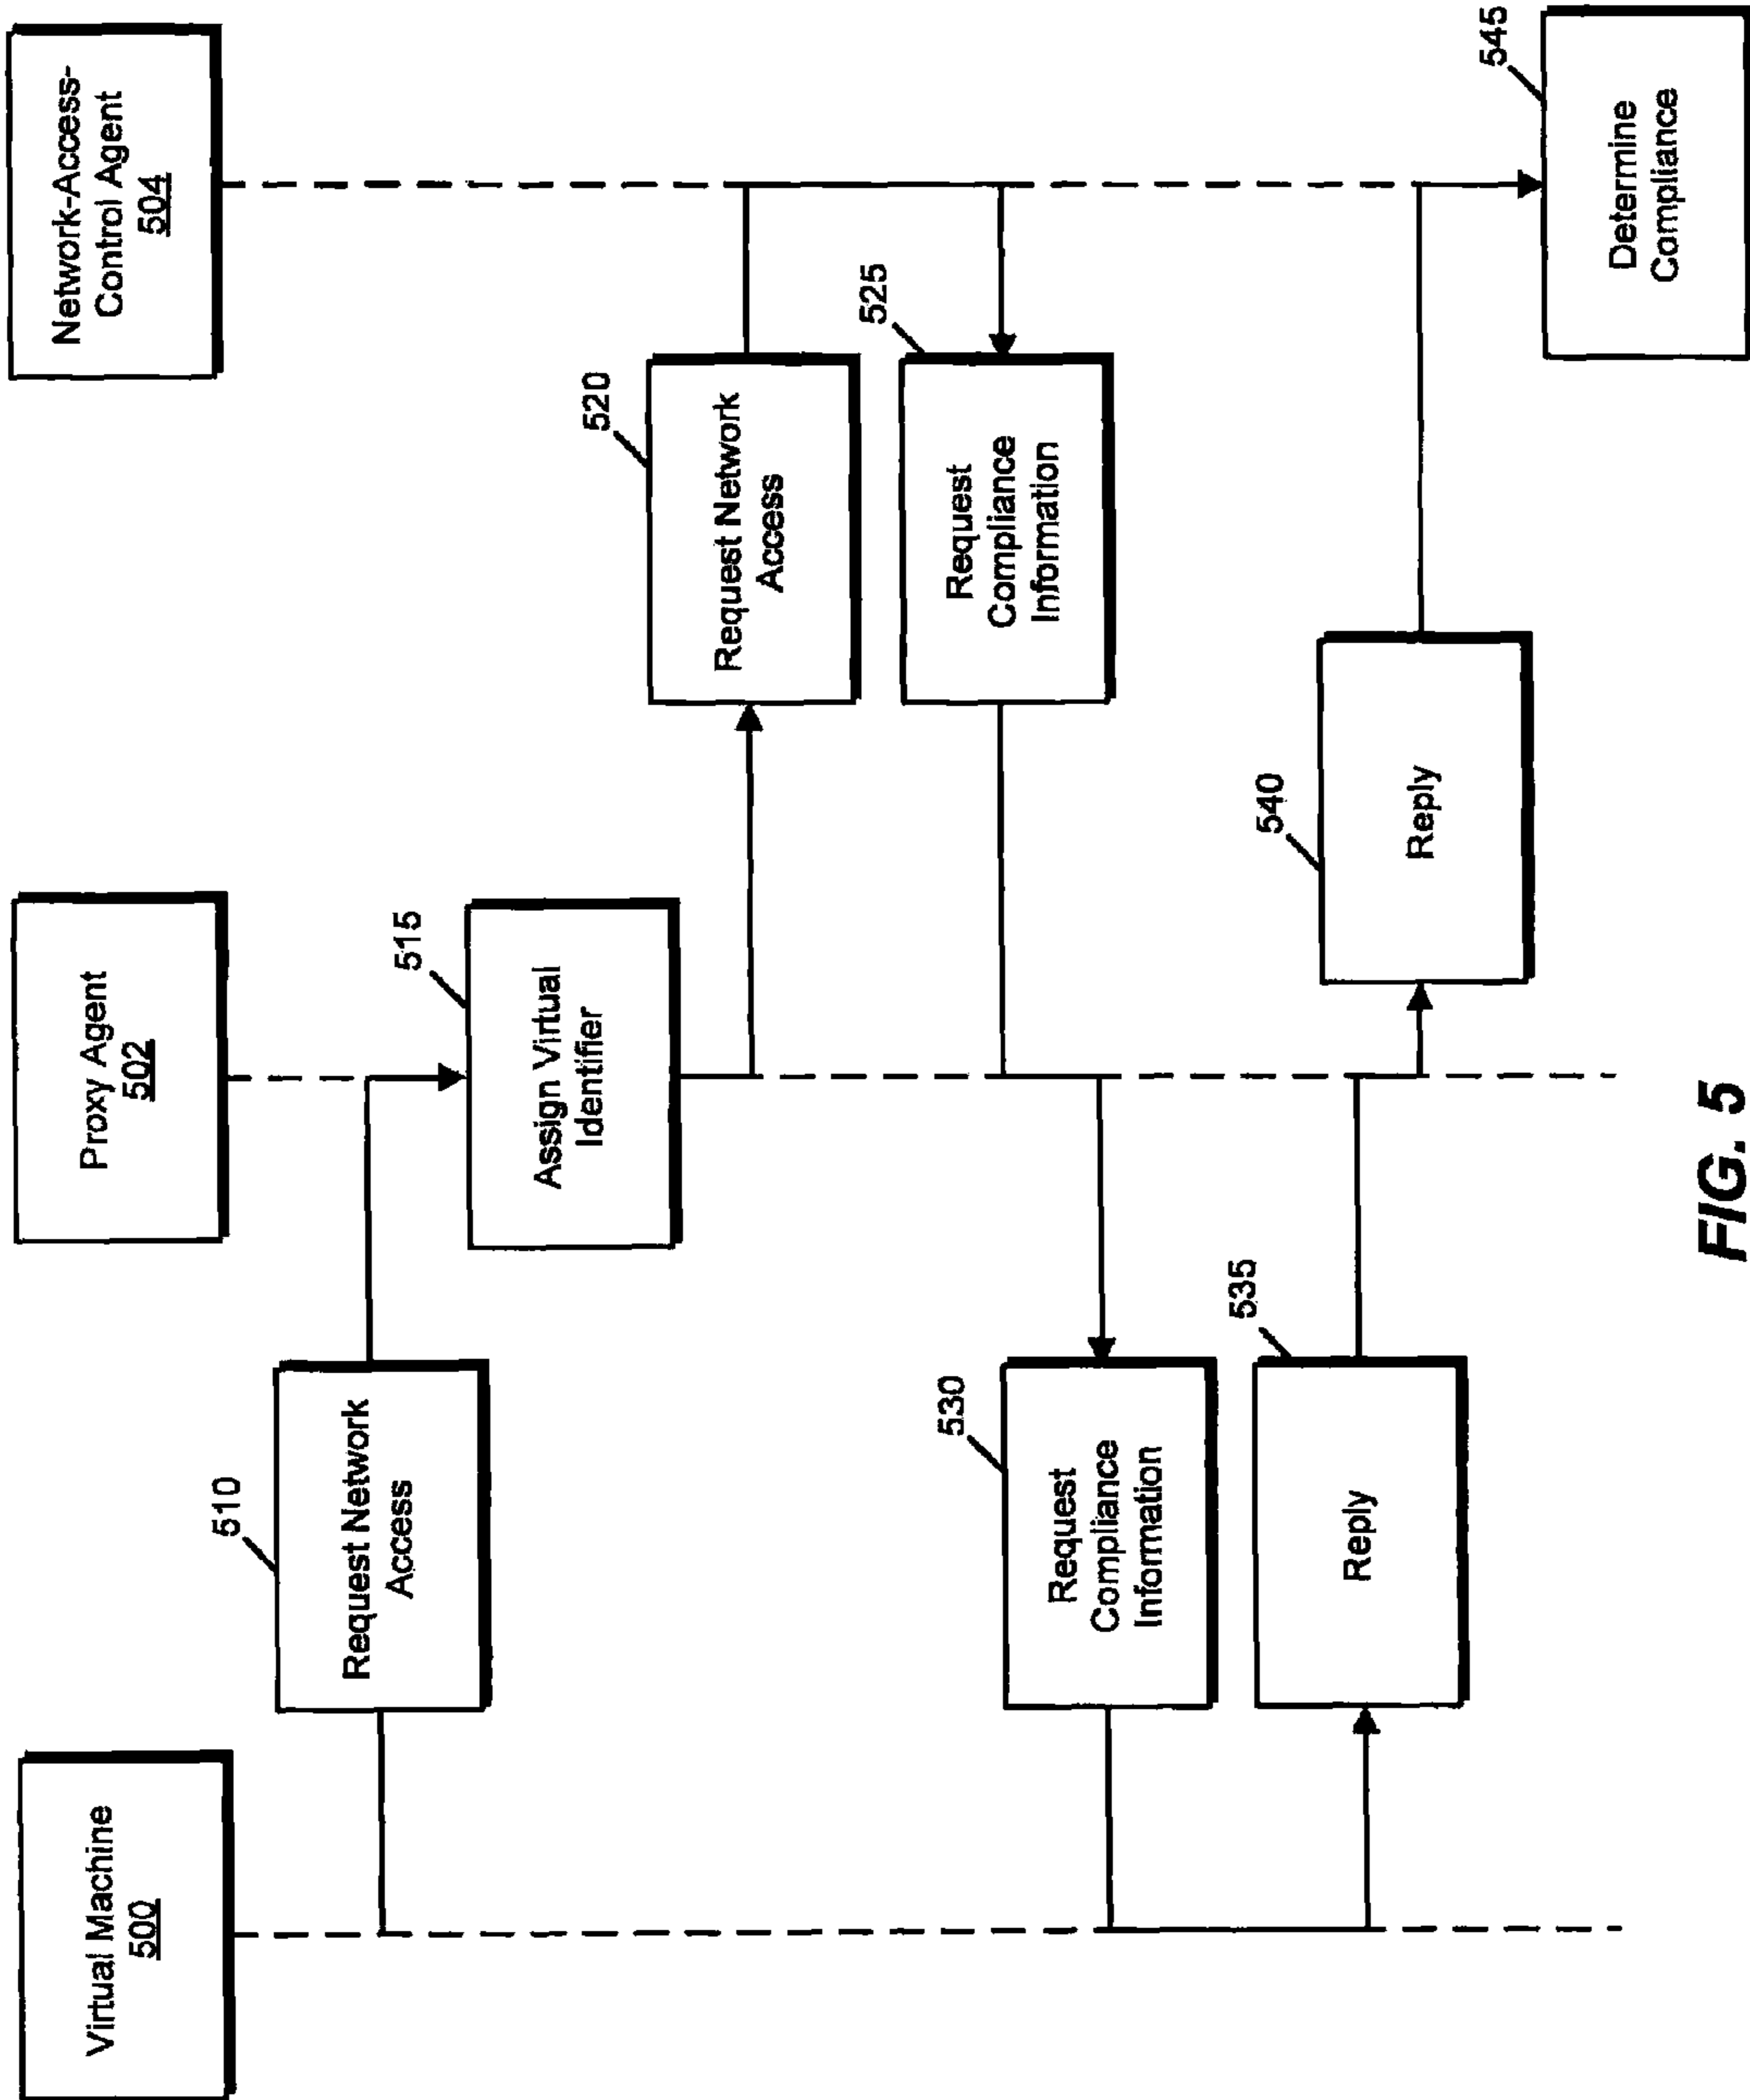 Virtual Machine
500
Proxy Agent
502
Network-Access-
Control Agent
504
510
Request Network
Access
515
Assign Virtual
Identifier
520
Request Network
Access
525
Request
Compliance
Information
530
Request
Compliance
Information
535
Reply
540
Reply
545
Determine
Compliance
FIG. 5